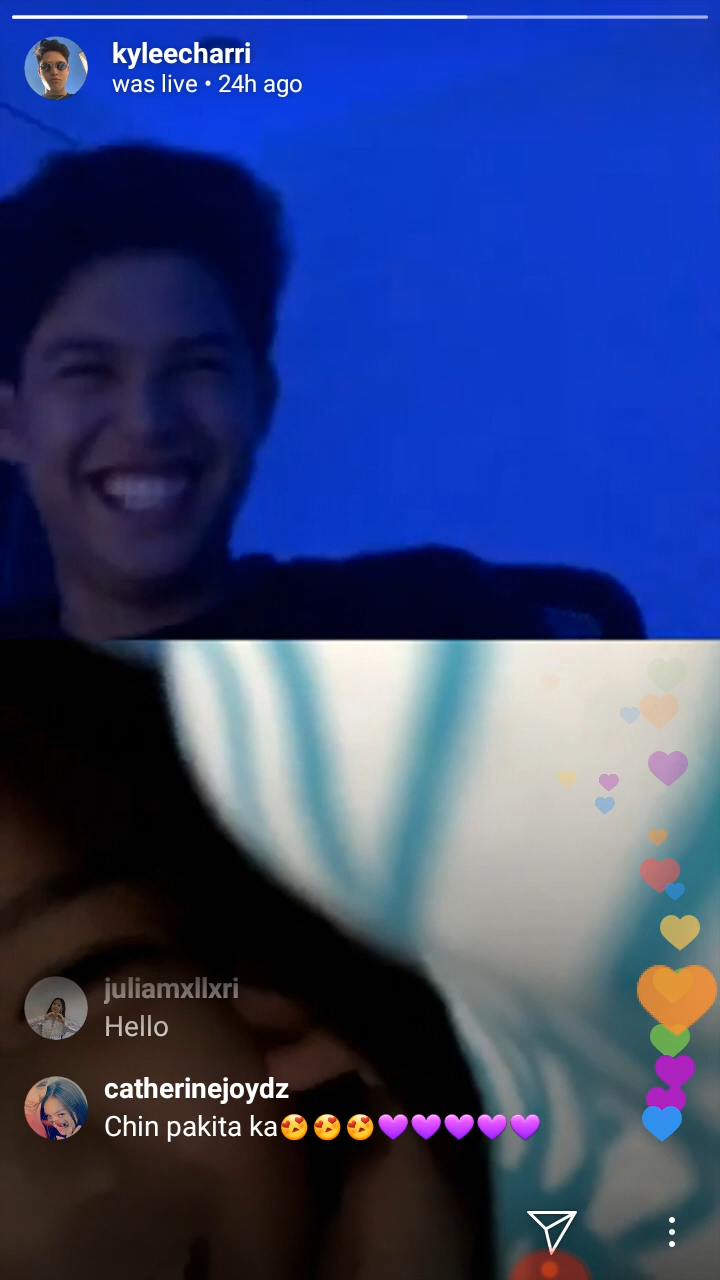 kyleecharri
was live • 24h ago
juliamxllxri
Hello
catherinejoydz
Chin pakita ka😍😍😍💜💜💜💜💜